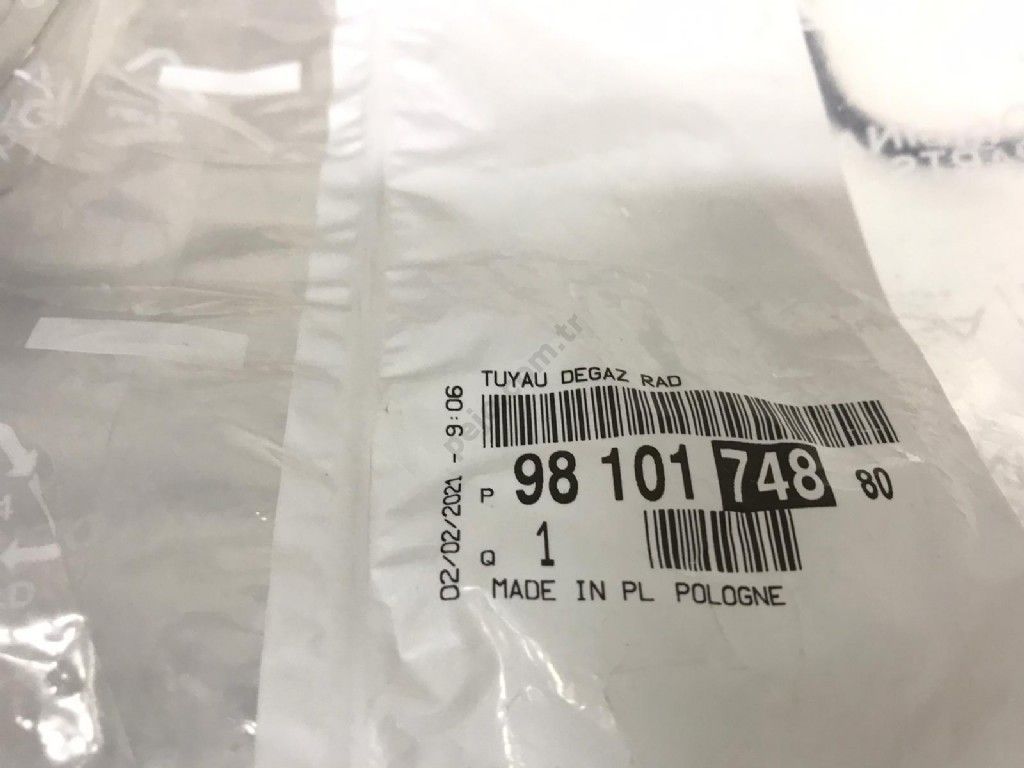 TUYAU DEGAZ RAD
02/02/2021 - 9:06
P 98 101 748 80
Q 1
MADE IN PL POLOGNE